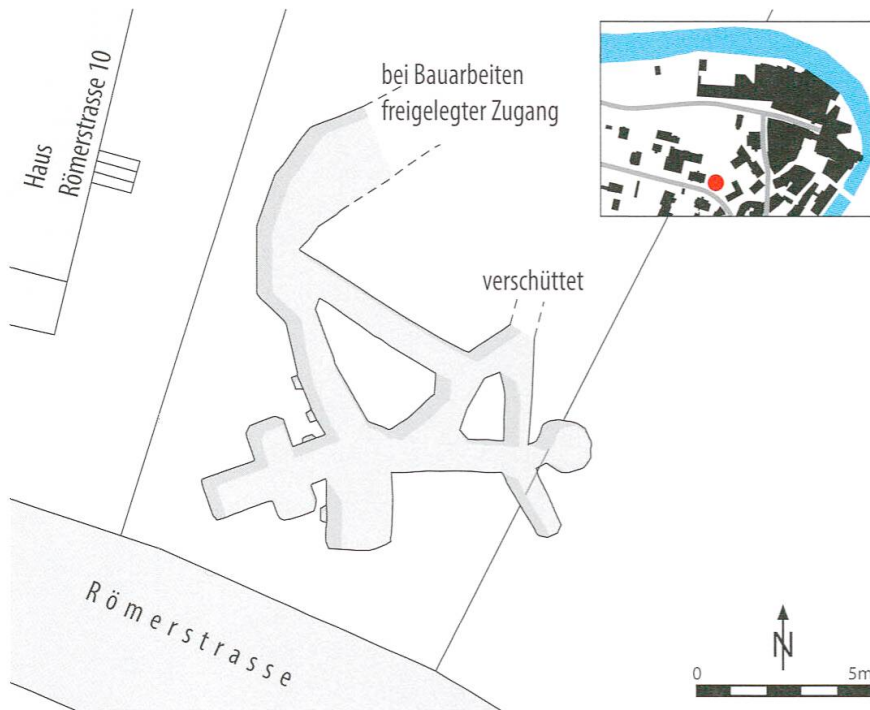 Haus
Römerstrasse 10
bei Bauarbeiten
freigelegter Zugang
verschüttet
Römerstrasse
N
0 5m